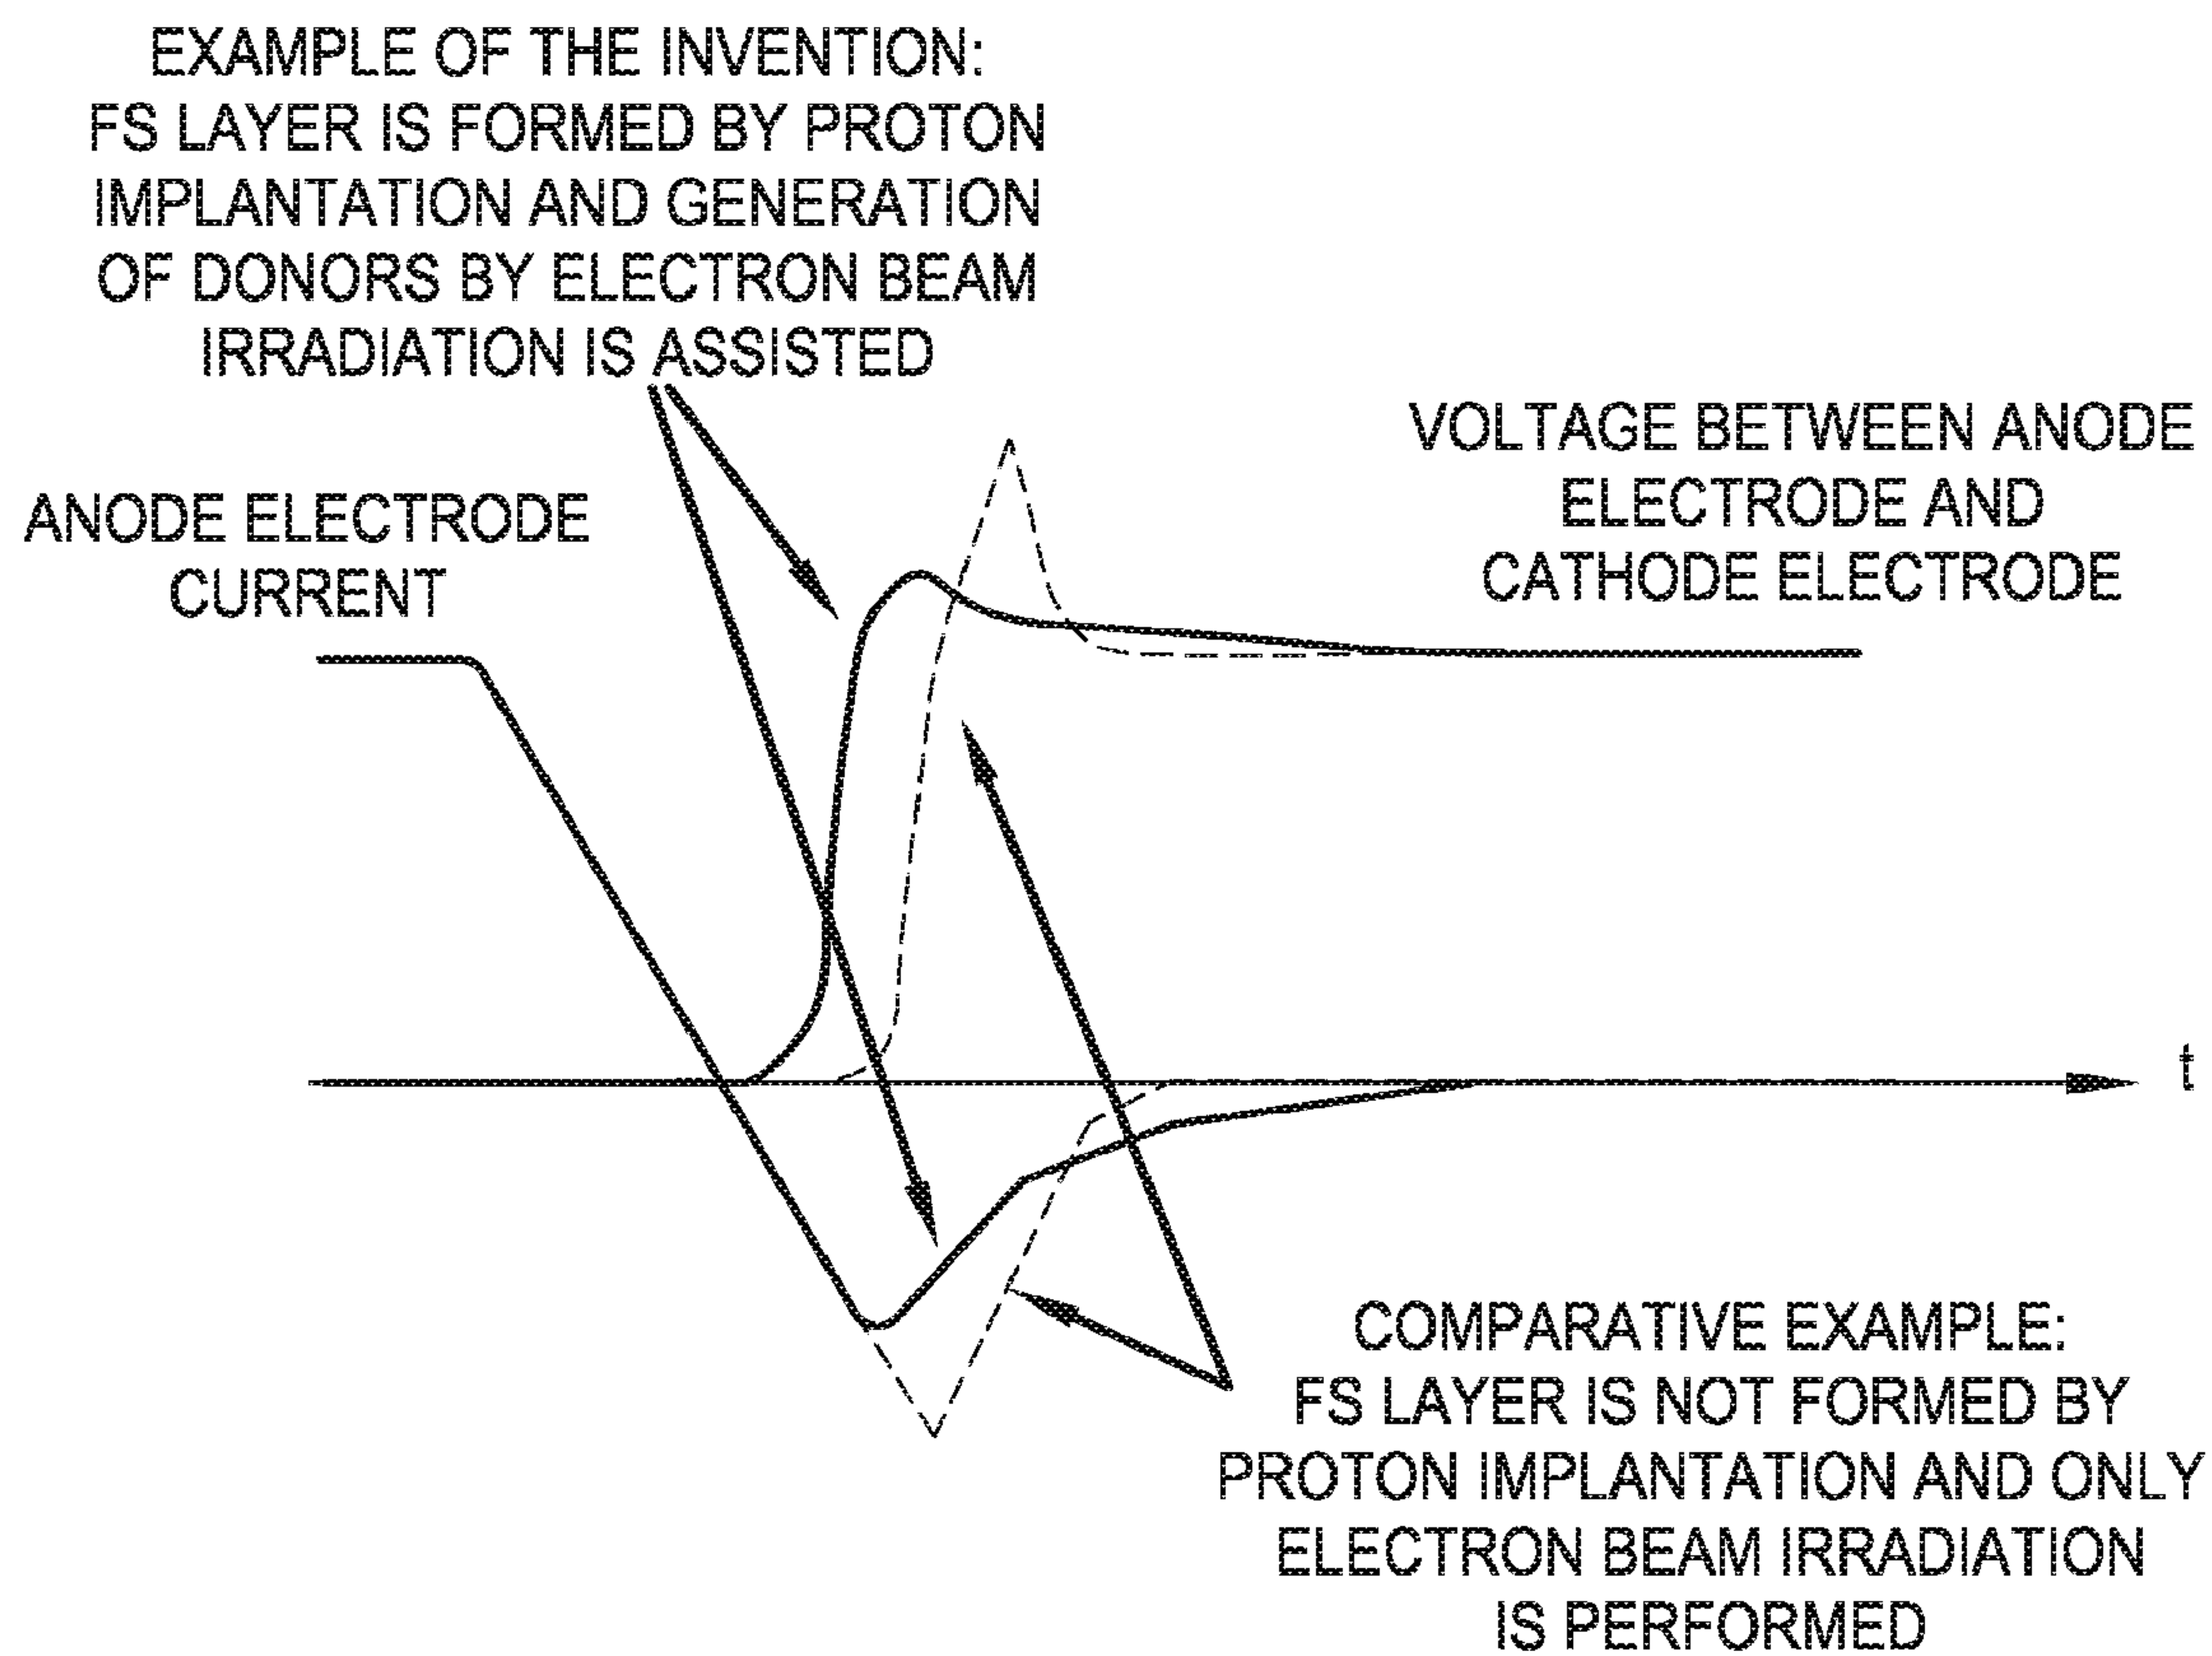 EXAMPLE OF THE INVENTION:
FS LAYER IS FORMED BY PROTON
IMPLANTATION AND GENERATION
OF DONORS BY ELECTRON BEAM
IRRADIATION IS ASSISTED
VOLTAGE BETWEEN ANODE
ELECTRODE AND
CATHODE ELECTRODE
ANODE ELECTRODE
CURRENT
t
COMPARATIVE EXAMPLE:
FS LAYER IS NOT FORMED BY
PROTON IMPLANTATION AND ONLY
ELECTRON BEAM IRRADIATION
IS PERFORMED